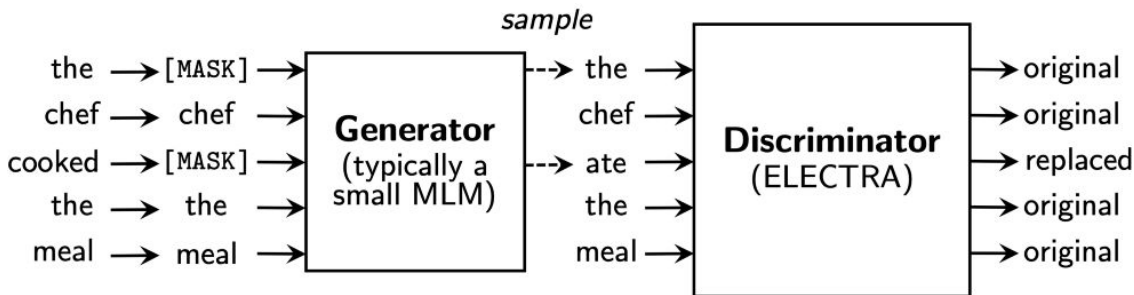 sample
the [MASK] the original
chef chef chef original
Generator Discriminator
cooked [MASK] (typically a ate (ELECTRA) replaced
small MLM)
the the the original
meal meal meal original